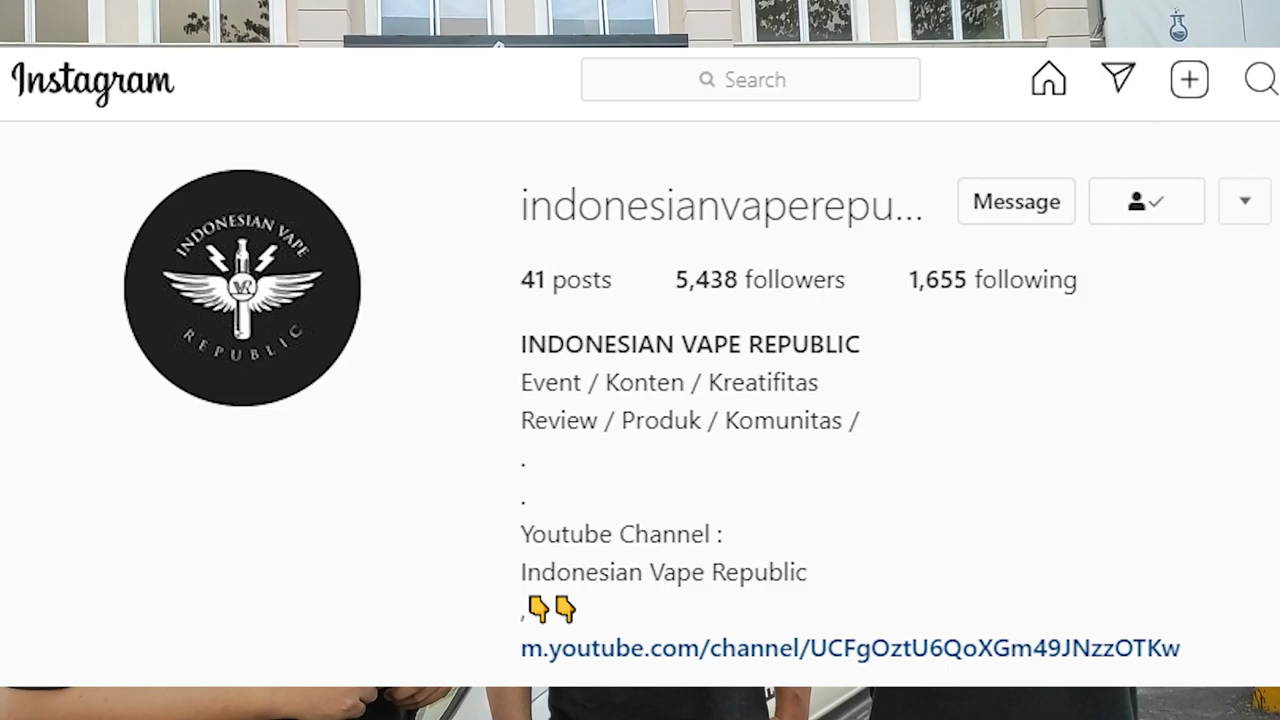 Instagram
Search
INDONESIAN VAPE
VR
REPUBLIC
indonesianvaperepu...
Message
41 posts
5,438 followers
1,655 following
INDONESIAN VAPE REPUBLIC
Event / Konten / Kreatifitas
Review / Produk / Komunitas /
.
.
Youtube Channel :
Indonesian Vape Republic
,👇👇
m.youtube.com/channel/UCFgOztU6QoXGm49JNzzOTKw